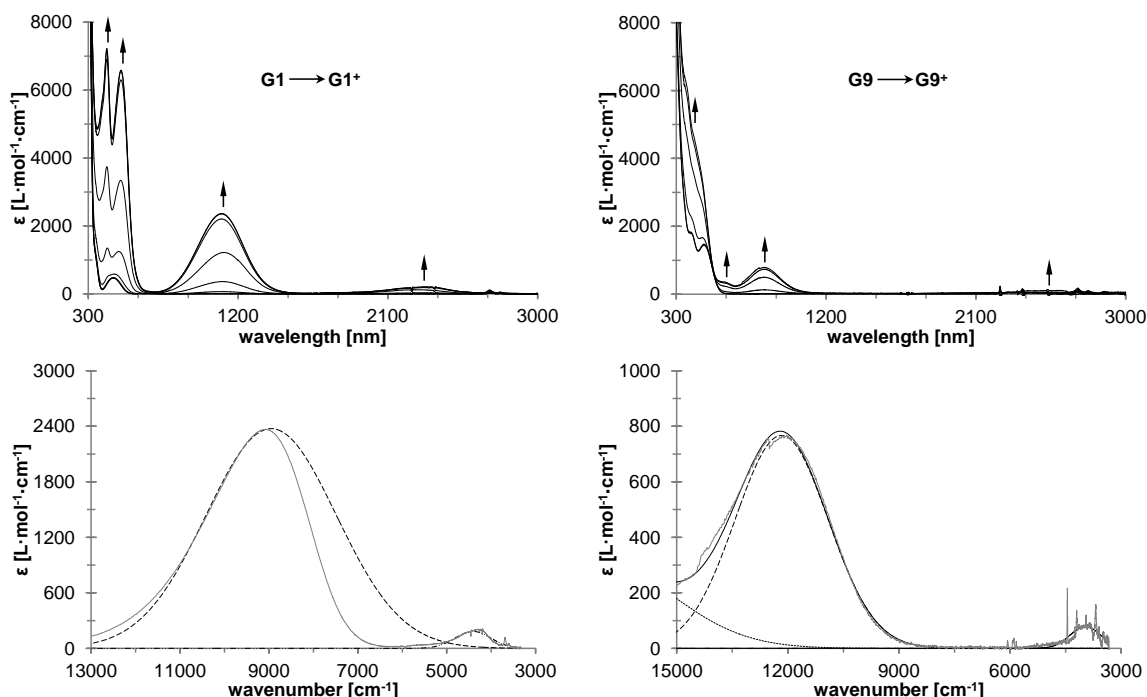 8000
6000
4000
2000
0
ε [L·mol⁻¹·cm⁻¹]
G1 → G1⁺
300 1200 2100 3000
wavelength [nm]
8000
6000
4000
2000
0
ε [L·mol⁻¹·cm⁻¹]
G9 → G9⁺
300 1200 2100 3000
wavelength [nm]
3000
2400
1800
1200
600
0
ε [L·mol⁻¹·cm⁻¹]
13000 11000 9000 7000 5000 3000
wavenumber [cm⁻¹]
1000
800
600
400
200
0
ε [L·mol⁻¹·cm⁻¹]
15000 12000 9000 6000 3000
wavenumber [cm⁻¹]